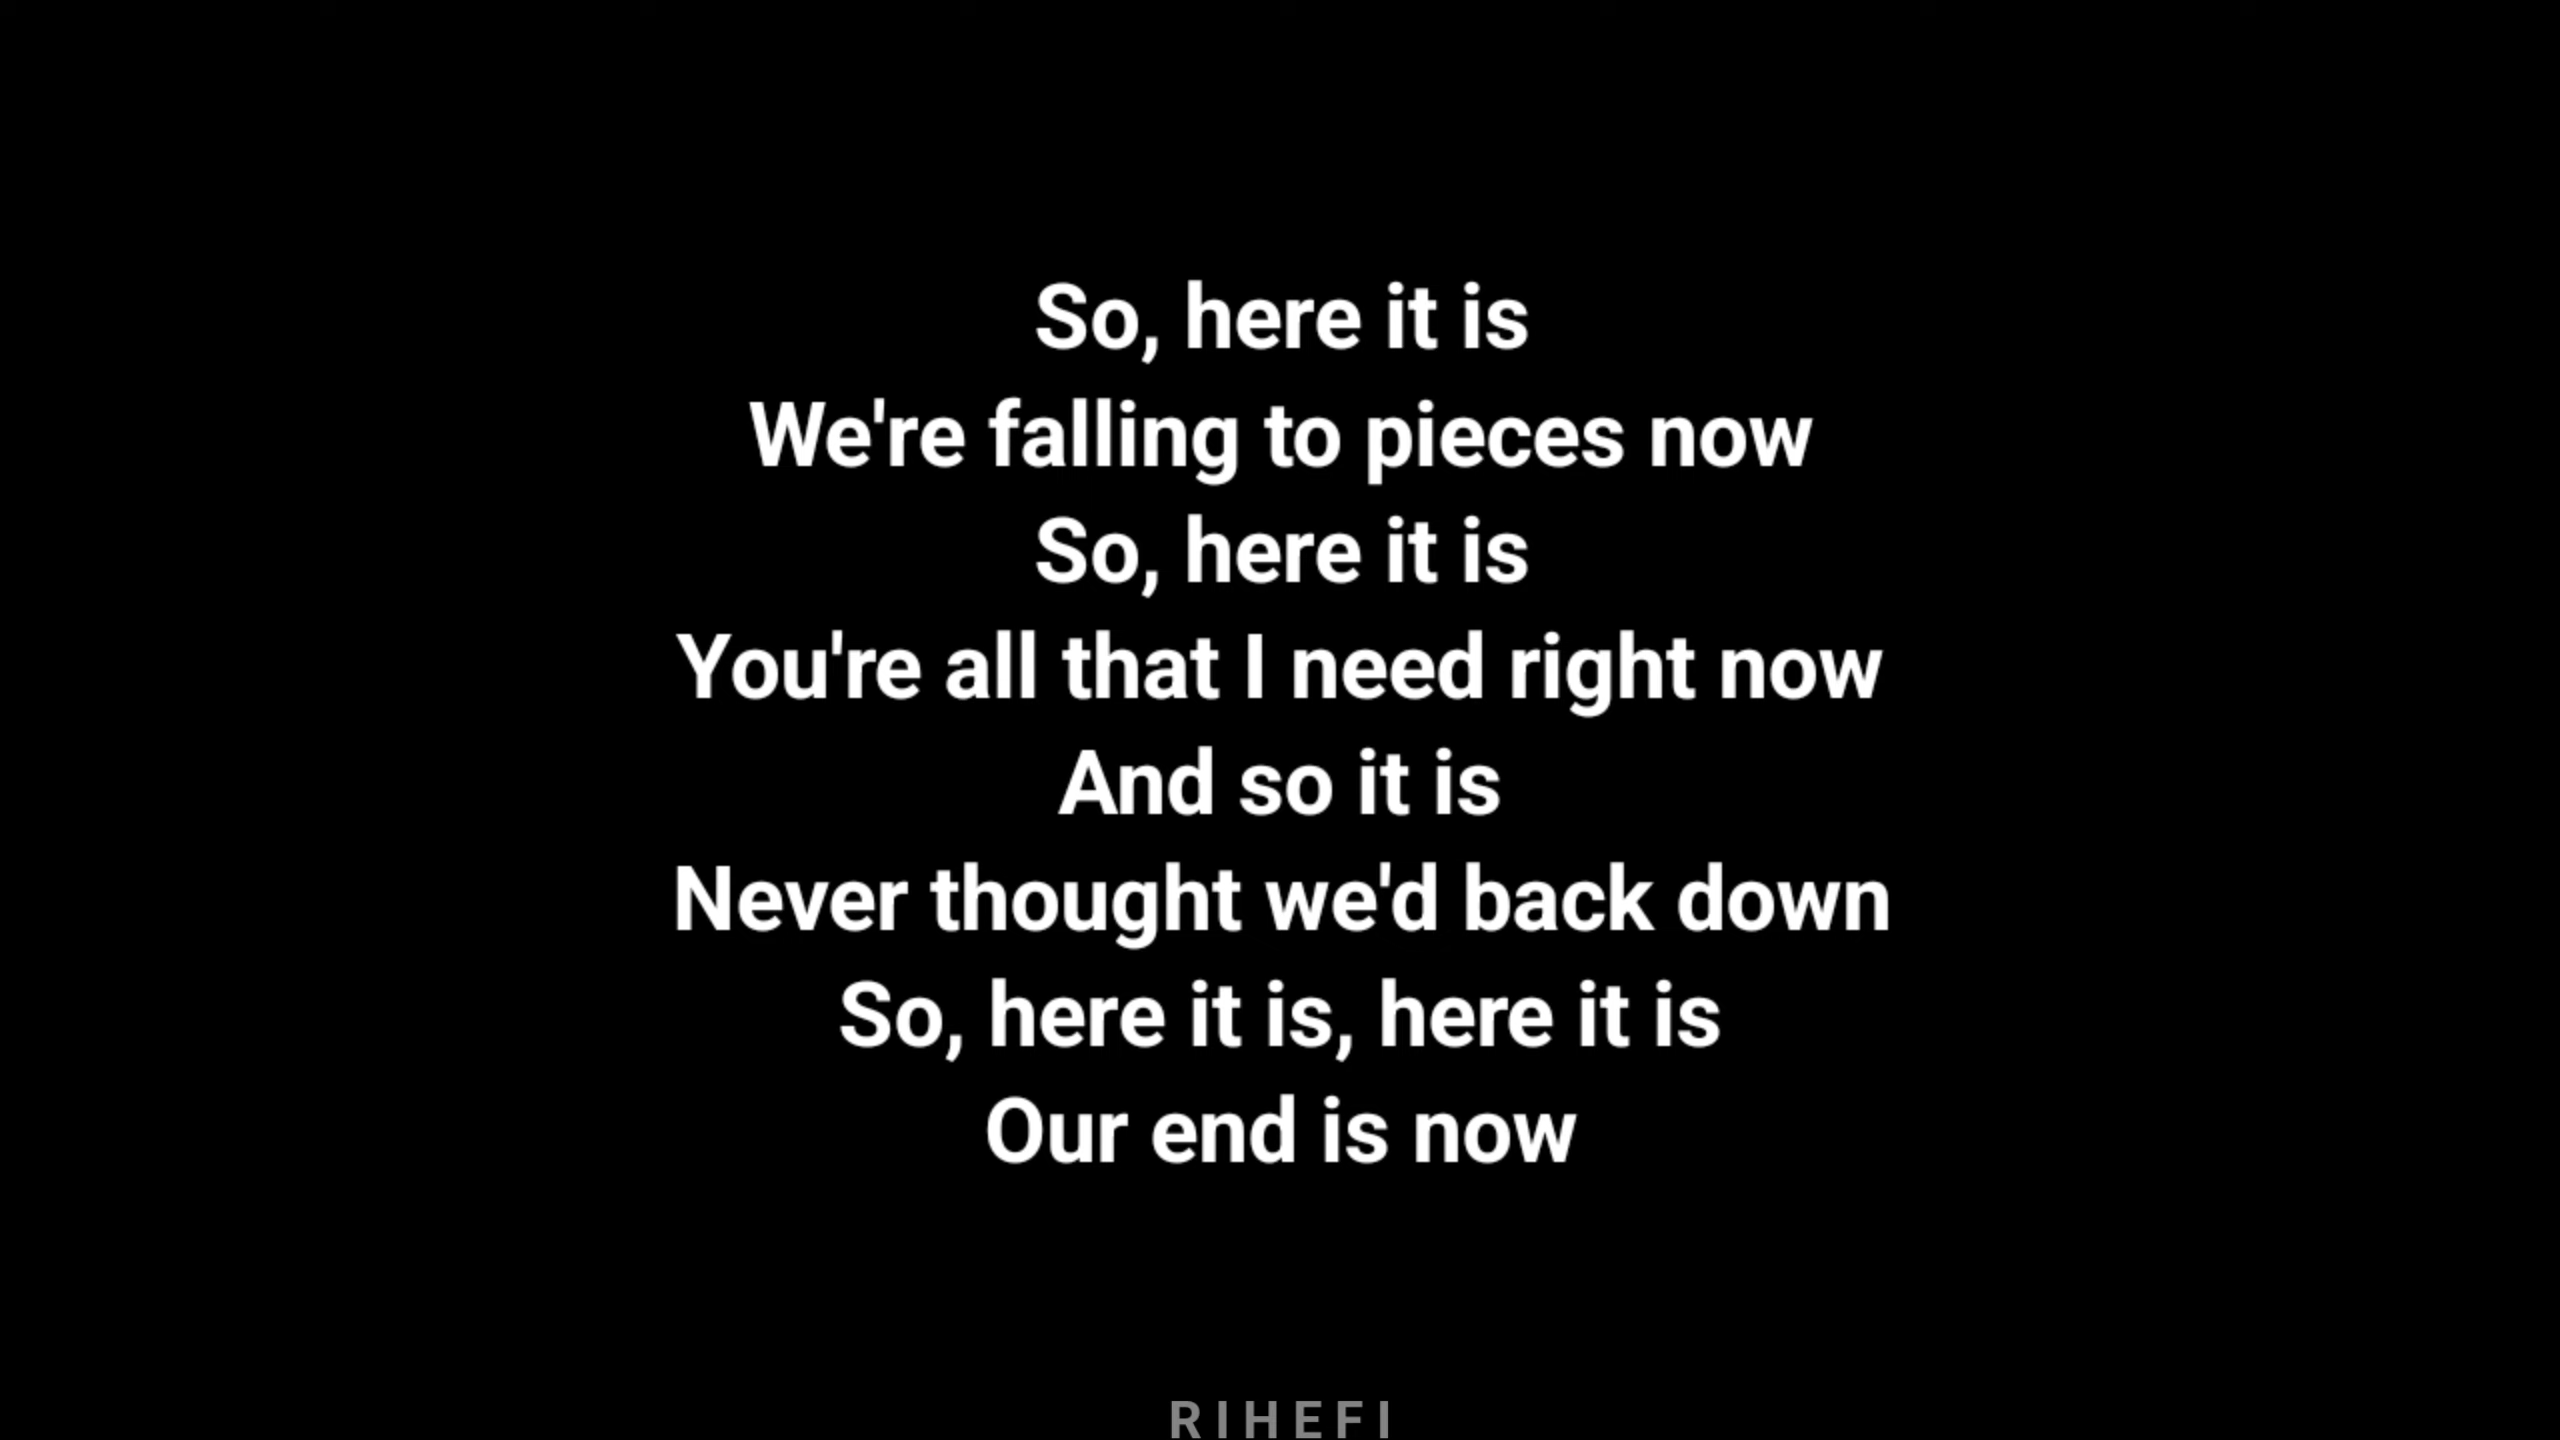 So, here it is
We're falling to pieces now
So, here it is
You're all that I need right now
And so it is
Never thought we'd back down
So, here it is, here it is
Our end is now
RIHEFI